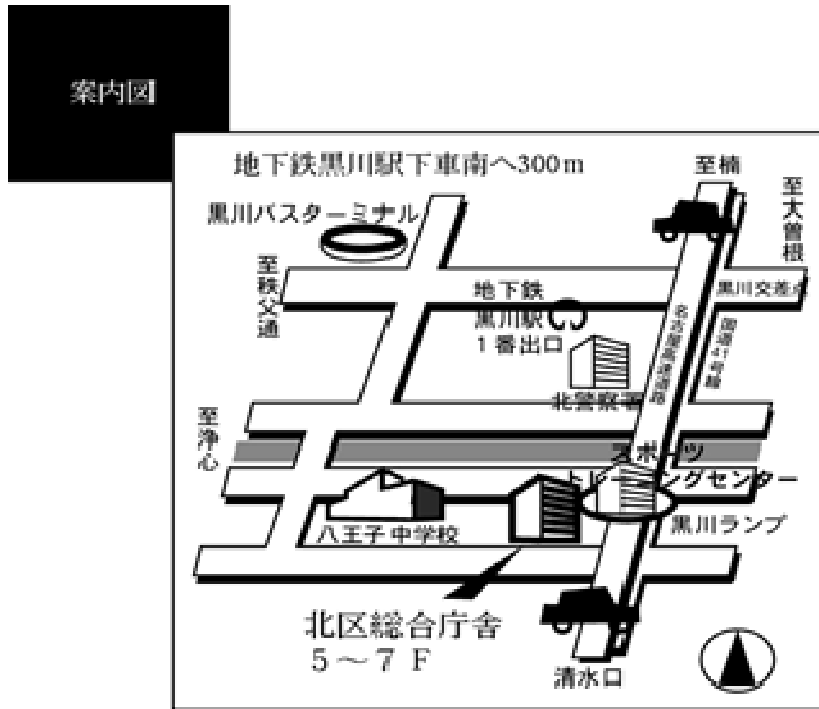 案内図
地下鉄黒川駅下車南へ300m
至楠
至大曽根
黒川バスターミナル
至秩父通
地下鉄
黒川駅
1番出口
黒川交差点
名古屋高速道路
国道41号線
北警察署
至浄心
スポーツ
トレーニングセンター
八王子中学校
黒川ランプ
北区総合庁舎
5～7F
清水口